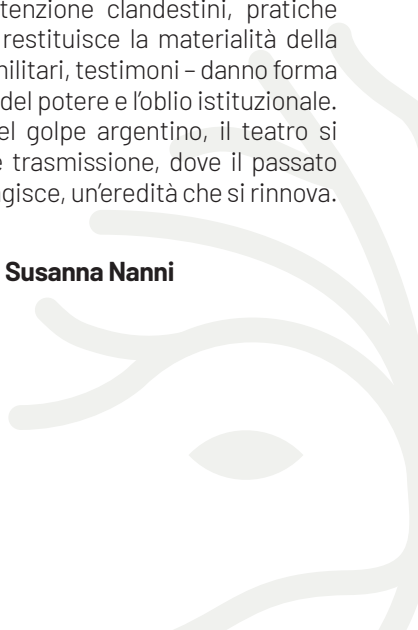 tenzione clandestini, pratiche
restituisce la materialità della
militari, testimoni – danno forma
del potere e l'oblio istituzionale.
el golpe argentino, il teatro si
e trasmissione, dove il passato
gisce, un'eredità che si rinnova.
Susanna Nanni